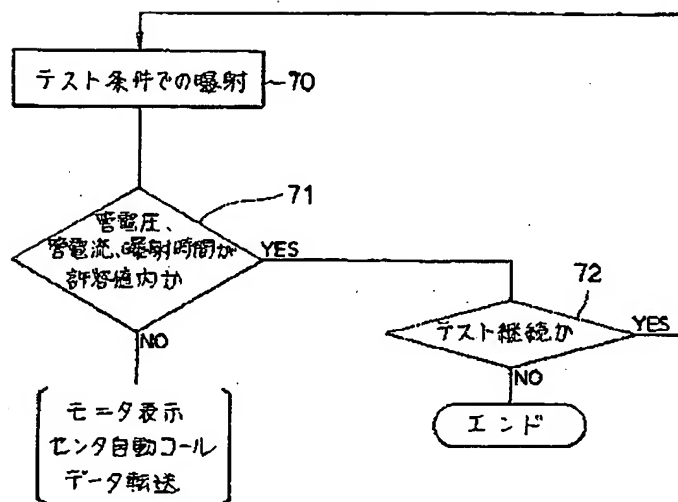 テスト条件での曝射
70
71
管電圧、
管電流、曝射時間が
許容値内か
YES
NO
72
テスト継続か
YES
NO
モニタ表示
センタ自動コール
データ転送
エンド